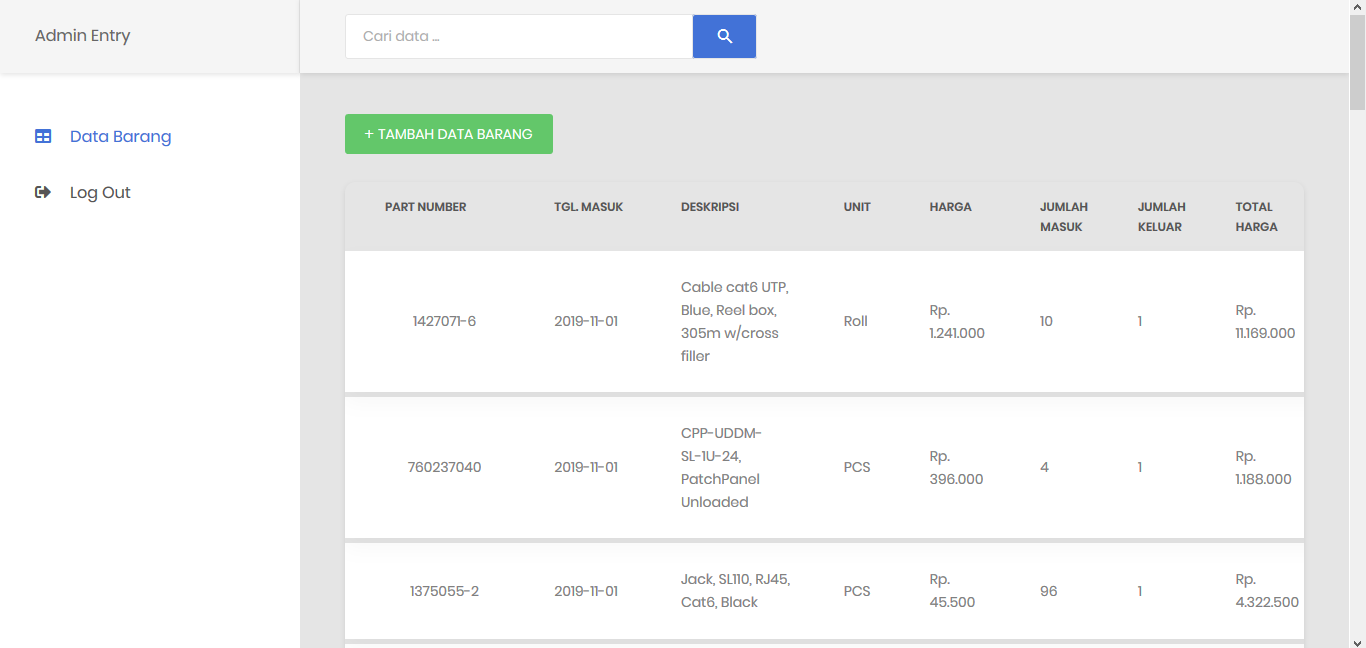 Admin Entry
Cari data ...
Data Barang
Log Out
+ TAMBAH DATA BARANG
PART NUMBER TGL. MASUK DESKRIPSI UNIT HARGA JUMLAH MASUK JUMLAH KELUAR TOTAL HARGA
1427071-6 2019-11-01 Cable cat6 UTP, Blue, Reel box, 305m w/cross filler Roll Rp. 1.241.000 10 1 Rp. 11.169.000
760237040 2019-11-01 CPP-UDDM-SL-1U-24, PatchPanel Unloaded PCS Rp. 396.000 4 1 Rp. 1.188.000
1375055-2 2019-11-01 Jack, SL110, RJ45, Cat6, Black PCS Rp. 45.500 96 1 Rp. 4.322.500